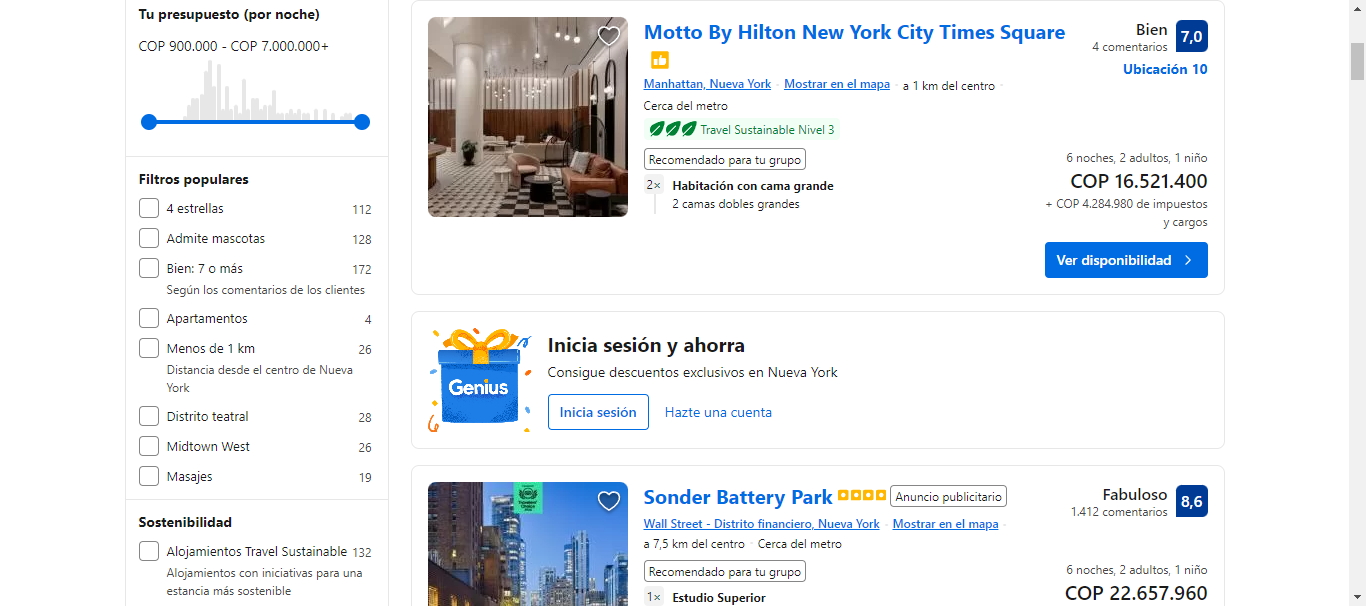 Tu presupuesto (por noche)
COP 900.000 - COP 7.000.000+
Filtros populares
4 estrellas 112
Admite mascotas 128
Bien: 7 o más 172
Según los comentarios de los clientes
Apartamentos 4
Menos de 1 km 26
Distancia desde el centro de Nueva
York
Distrito teatral 28
Midtown West 26
Masajes 19
Sostenibilidad
Alojamientos Travel Sustainable 132
Alojamientos con iniciativas para una
estancia más sostenible
Motto By Hilton New York City Times Square
Manhattan, Nueva York · Mostrar en el mapa · a 1 km del centro ·
Cerca del metro
Travel Sustainable Nivel 3
Recomendado para tu grupo
2× Habitación con cama grande
2 camas dobles grandes
Bien
4 comentarios
7,0
Ubicación 10
6 noches, 2 adultos, 1 niño
COP 16.521.400
+ COP 4.284.980 de impuestos
y cargos
Ver disponibilidad
Genius
Inicia sesión y ahorra
Consigue descuentos exclusivos en Nueva York
Inicia sesión Hazte una cuenta
Sonder Battery Park Anuncio publicitario
Wall Street - Distrito financiero, Nueva York · Mostrar en el mapa ·
a 7,5 km del centro · Cerca del metro
Recomendado para tu grupo
1× Estudio Superior
Fabuloso
1.412 comentarios
8,6
6 noches, 2 adultos, 1 niño
COP 22.657.960